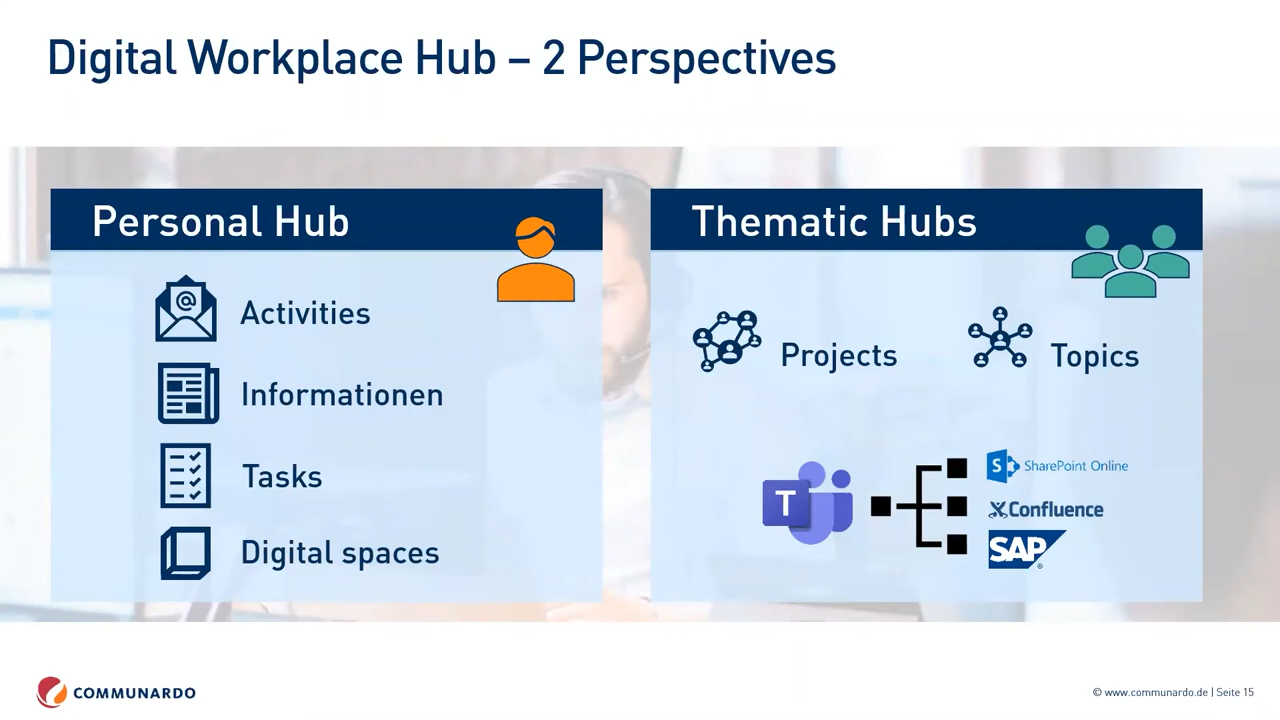 Digital Workplace Hub – 2 Perspectives
Personal Hub
@
Activities
Informationen
Tasks
Digital spaces
Thematic Hubs
Projects
Topics
T
S SharePoint Online
Confluence
SAP®
COMMUNARDO
© www.communardo.de | Seite 15